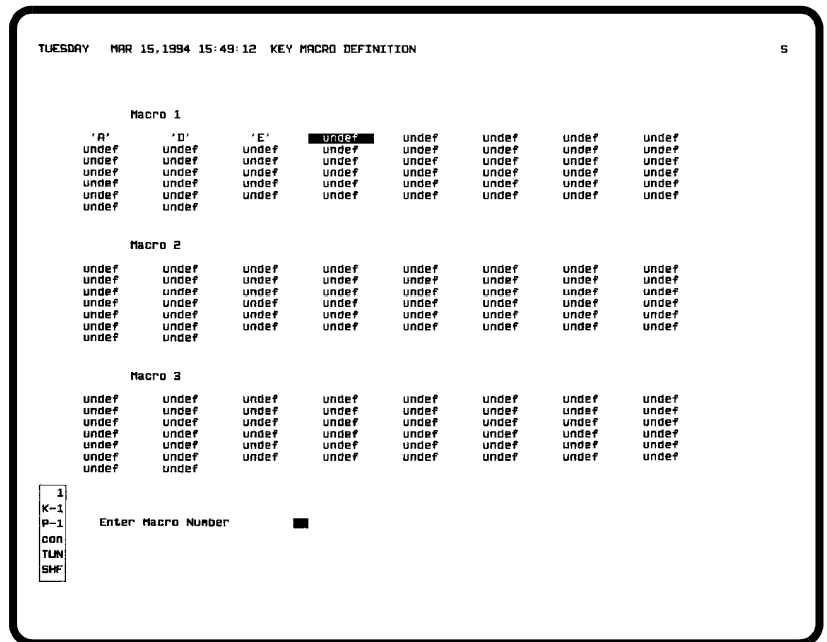 TUESDAY MAR 15,1994 15:49:12 KEY MACRO DEFINITION S
Macro 1
'A' 'D' 'E' undef undef undef undef undef
undef undef undef undef undef undef undef undef
undef undef undef undef undef undef undef undef
undef undef undef undef undef undef undef undef
undef undef undef undef undef undef undef undef
undef undef undef undef undef undef undef undef
undef undef
Macro 2
undef undef undef undef undef undef undef undef
undef undef undef undef undef undef undef undef
undef undef undef undef undef undef undef undef
undef undef undef undef undef undef undef undef
undef undef undef undef undef undef undef undef
undef undef undef undef undef undef undef undef
undef undef
Macro 3
undef undef undef undef undef undef undef undef
undef undef undef undef undef undef undef undef
undef undef undef undef undef undef undef undef
undef undef undef undef undef undef undef undef
undef undef undef undef undef undef undef undef
undef undef undef undef undef undef undef undef
undef undef
1
K-1
P-1 Enter Macro Number
con
TUN
SHF